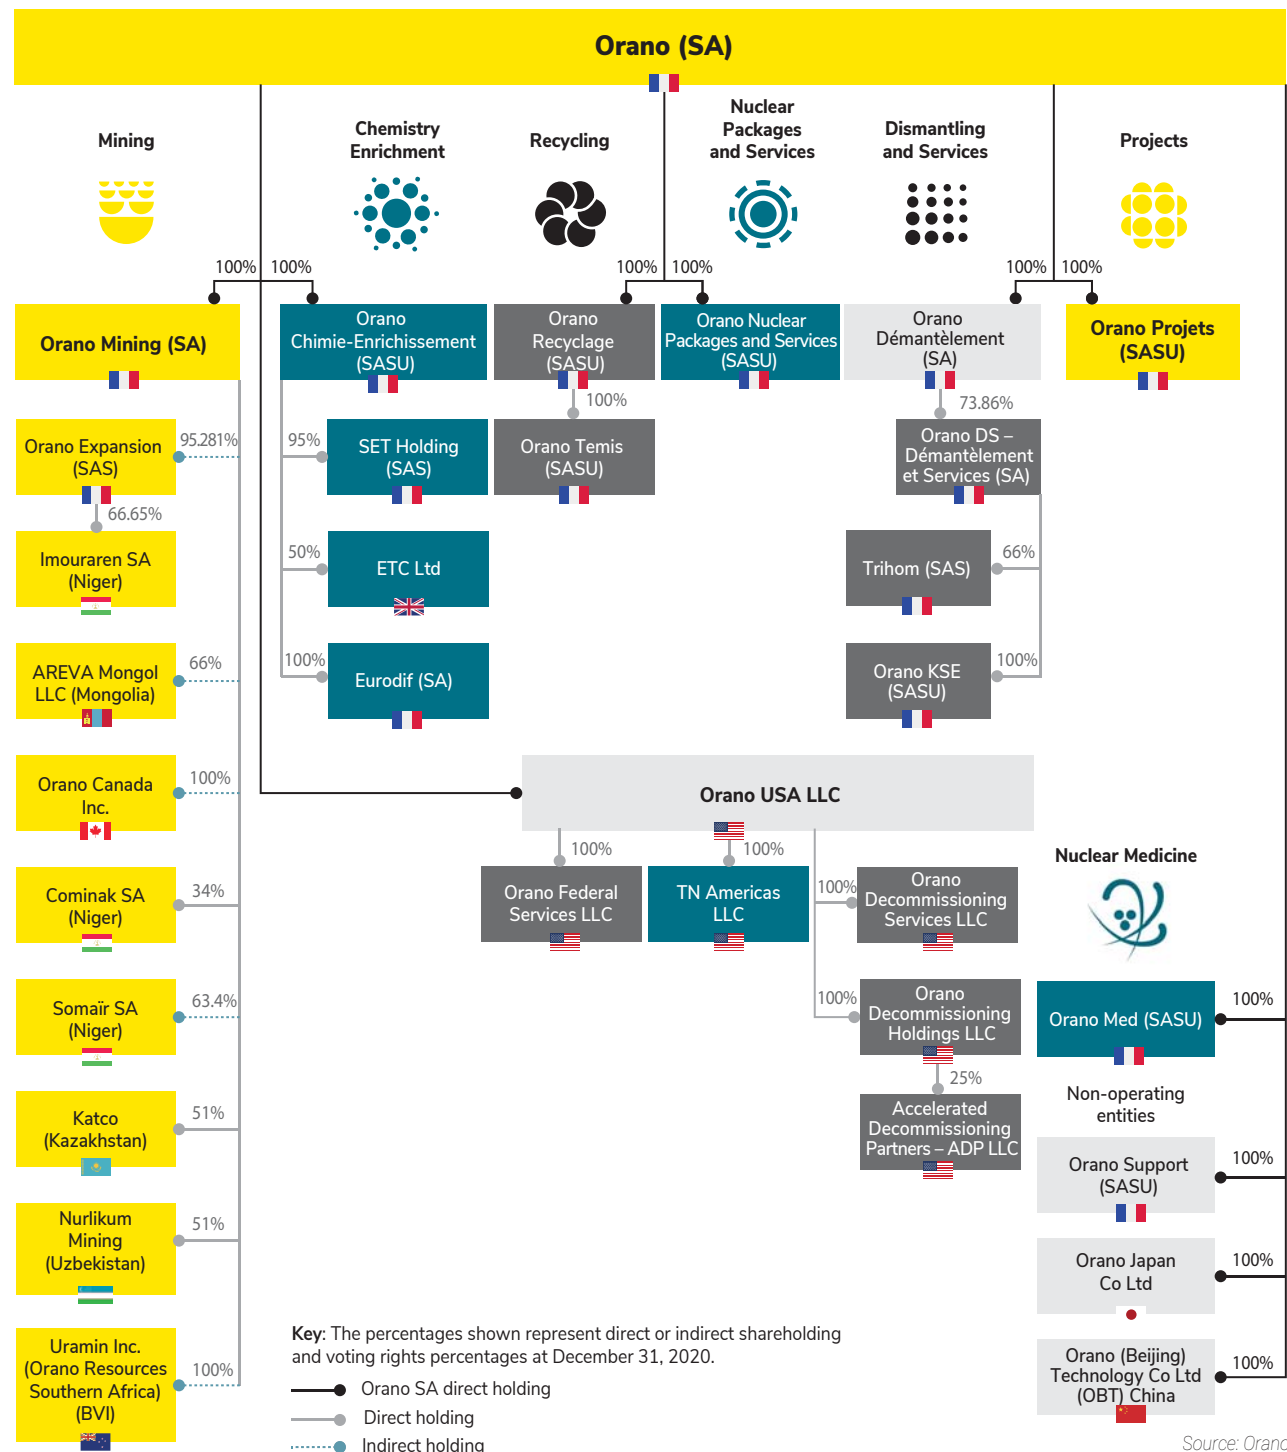 Orano (SA)
Mining
Chemistry
Enrichment
Recycling
Nuclear
Packages
and Services
Dismantling
and Services
Projects
100%
100%
100%
100%
100%
100%
Orano Mining (SA)
Orano
Chimie-Enrichissement
(SASU)
Orano
Recyclage
(SASU)
Orano Nuclear
Packages and Services
(SASU)
Orano
Démantèlement
(SA)
Orano Projets
(SASU)
Orano Expansion
(SAS)
95.281%
66.65%
Imouraren SA
(Niger)
AREVA Mongol
LLC (Mongolia)
66%
Orano Canada
Inc.
100%
Cominak SA
(Niger)
34%
Somaïr SA
(Niger)
63.4%
Katco
(Kazakhstan)
51%
Nurlikum
Mining
(Uzbekistan)
51%
Uramin Inc.
(Orano Resources
Southern Africa)
(BVI)
100%
95%
SET Holding
(SAS)
50%
ETC Ltd
100%
Eurodif (SA)
100%
Orano Temis
(SASU)
73.86%
Orano DS –
Démantèlement
et Services (SA)
Trihom (SAS)
66%
Orano KSE
(SASU)
100%
Orano USA LLC
100%
Orano Federal
Services LLC
100%
TN Americas
LLC
100%
Orano
Decommissioning
Services LLC
100%
Orano
Decommissioning
Holdings LLC
25%
Accelerated
Decommissioning
Partners – ADP LLC
Nuclear Medicine
Orano Med (SASU)
100%
Non-operating
entities
Orano Support
(SASU)
100%
Orano Japan
Co Ltd
100%
Orano (Beijing)
Technology Co Ltd
(OBT) China
100%
Key: The percentages shown represent direct or indirect shareholding
and voting rights percentages at December 31, 2020.
Orano SA direct holding
Direct holding
Indirect holding
Source: Orano